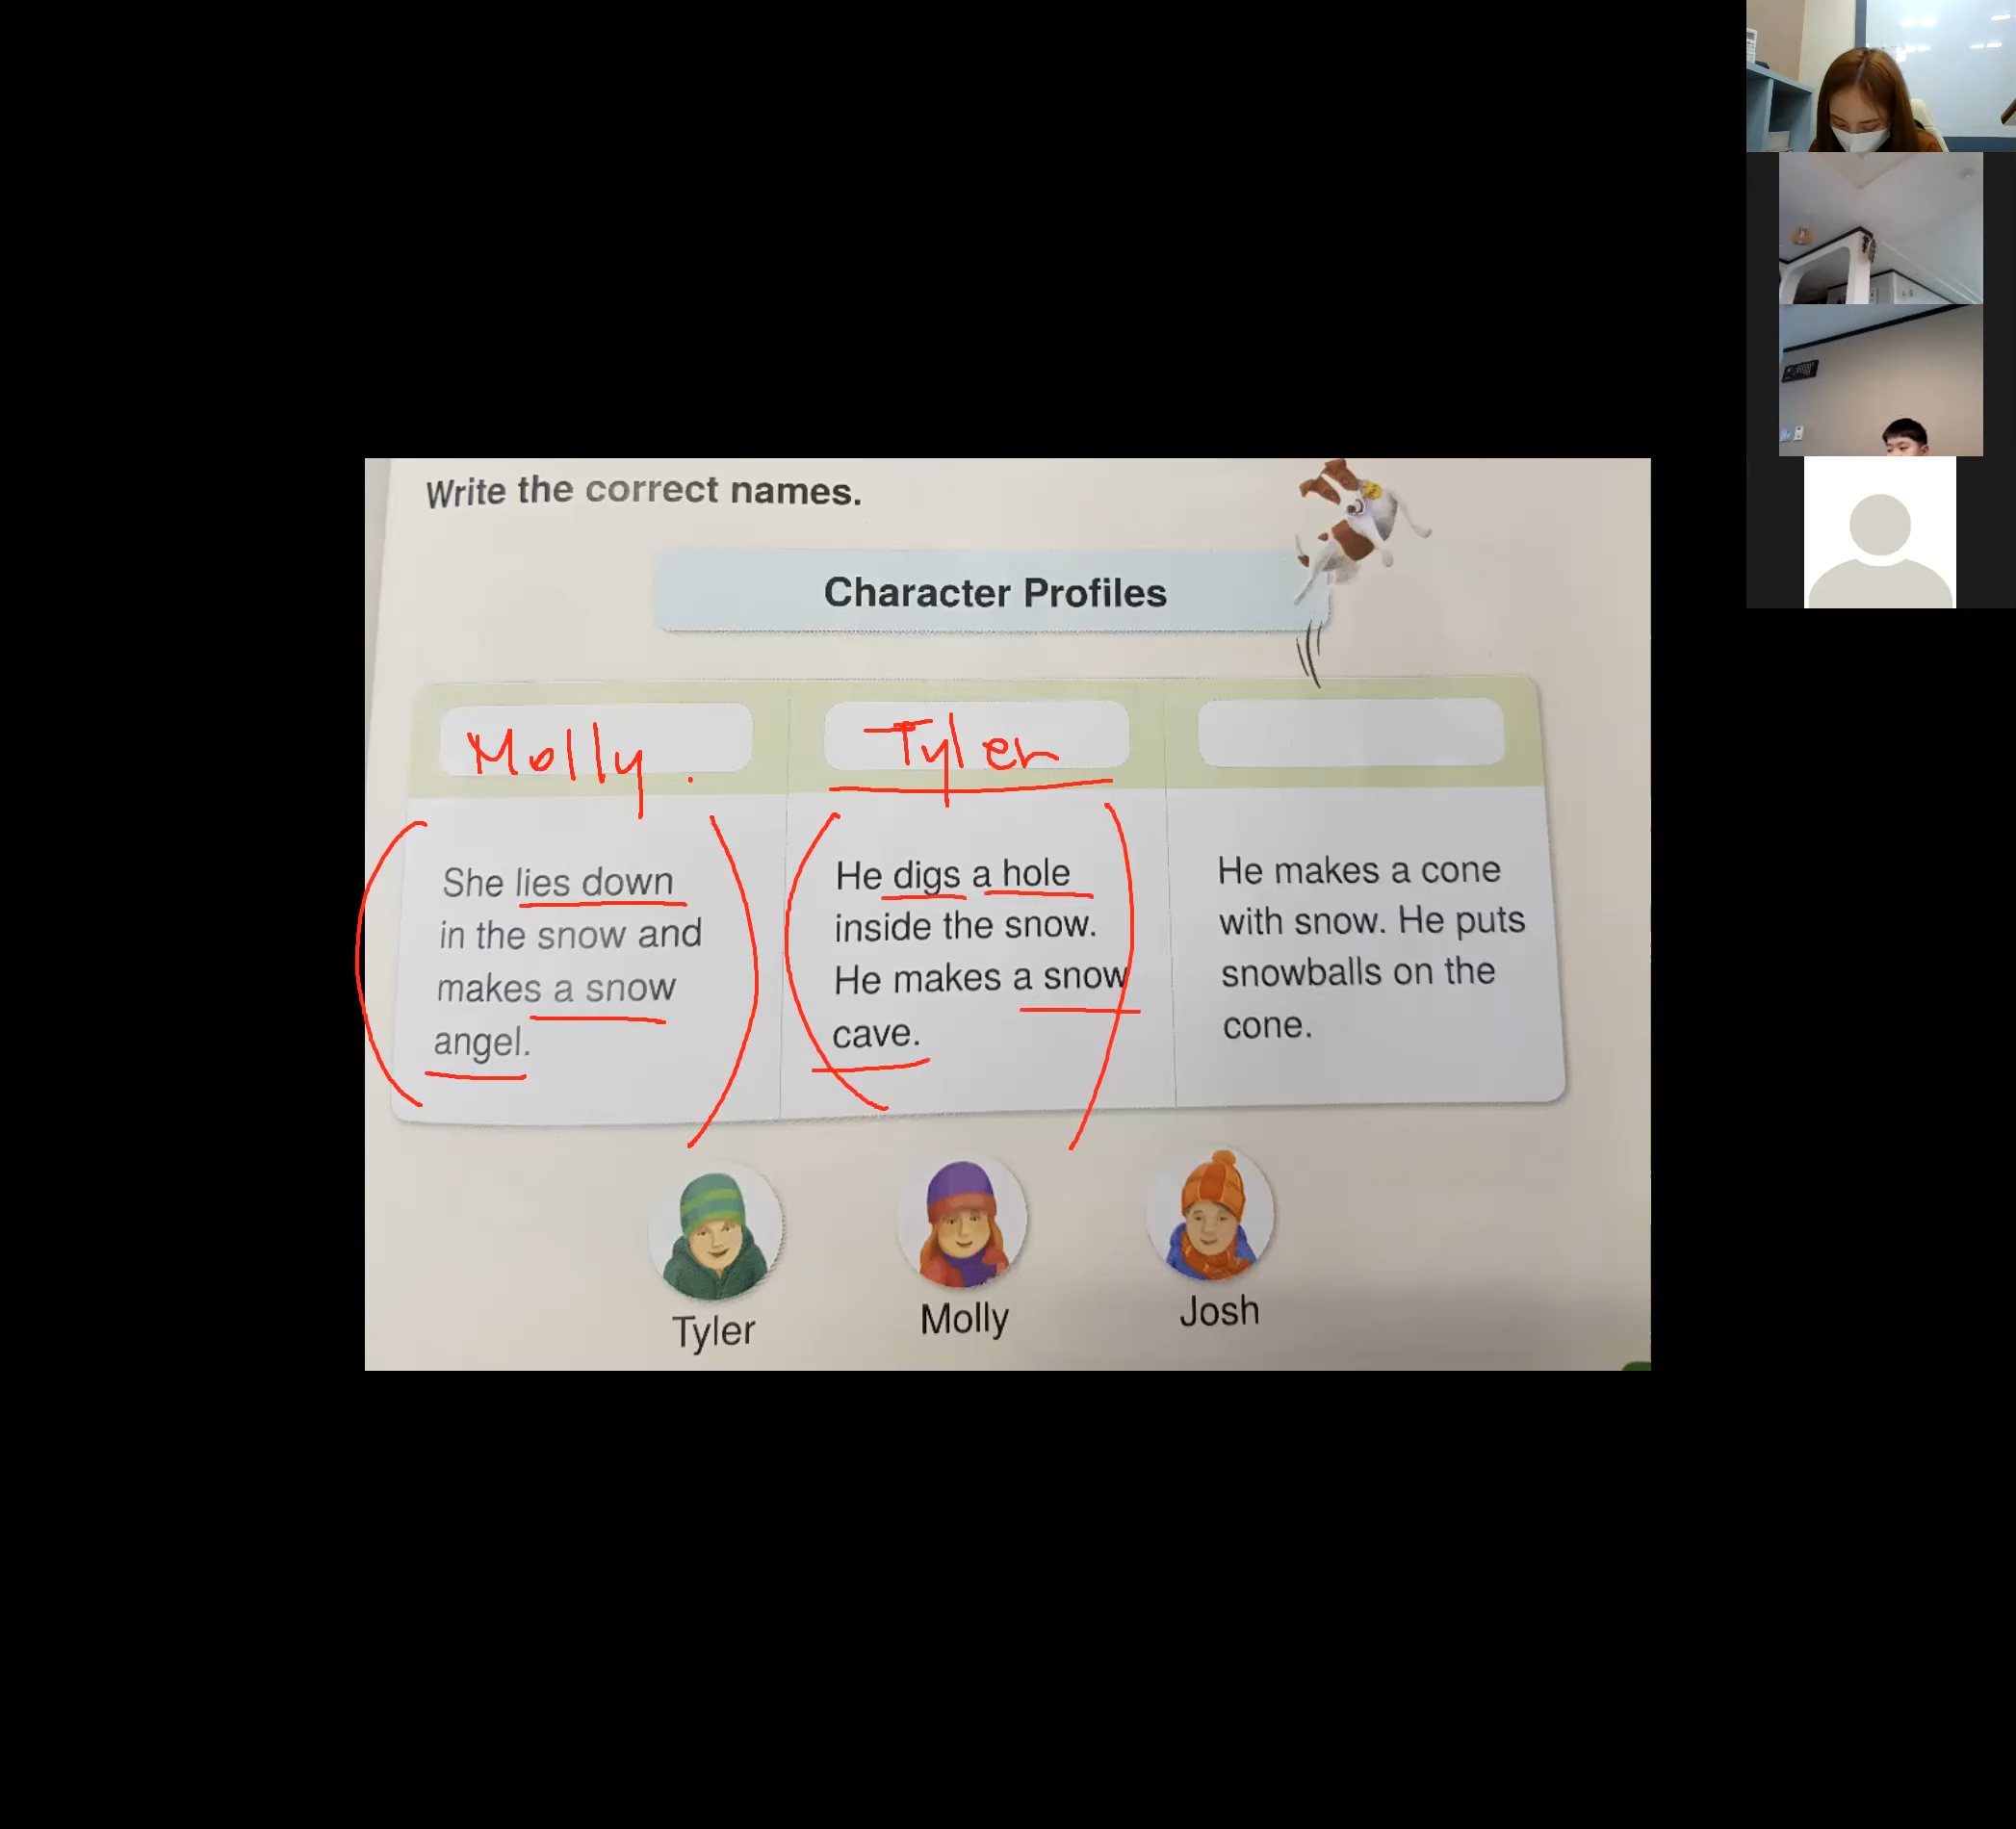 Write the correct names.
Character Profiles
Molly.
Tyler
She lies down
in the snow and
makes a snow
angel.
He digs a hole
inside the snow.
He makes a snow
cave.
He makes a cone
with snow. He puts
snowballs on the
cone.
Tyler
Molly
Josh